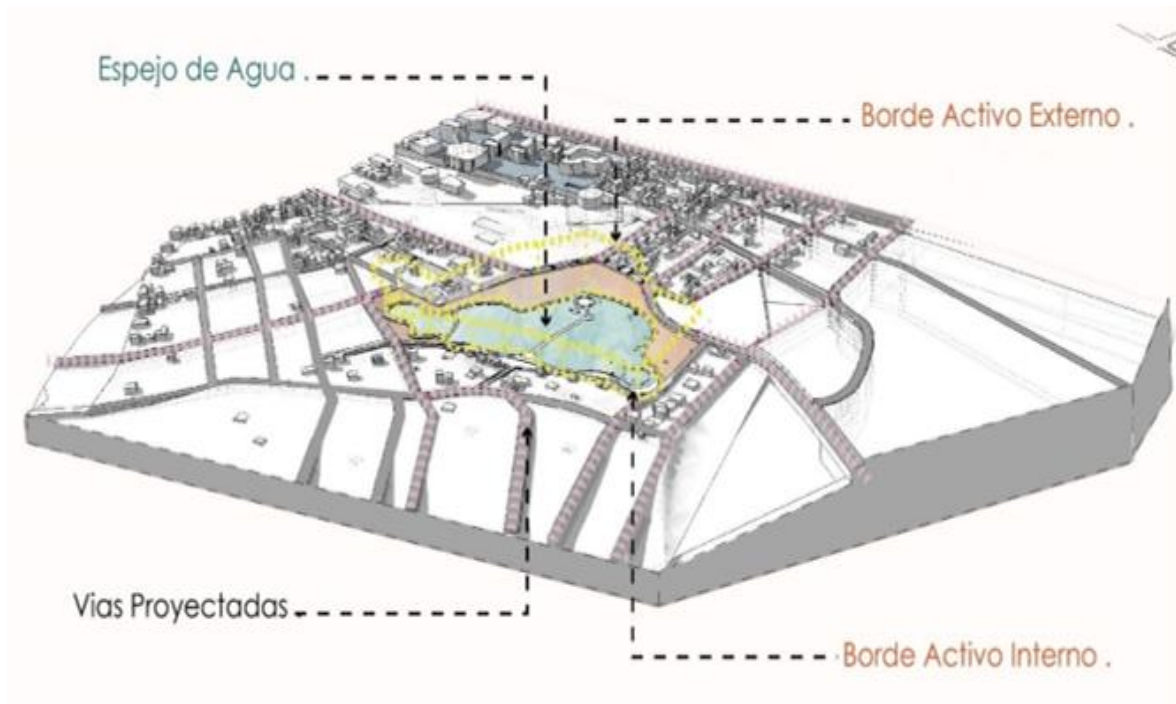 Espejo de Agua .
Borde Activo Externo .
Vias Proyectadas
Borde Activo Interno .